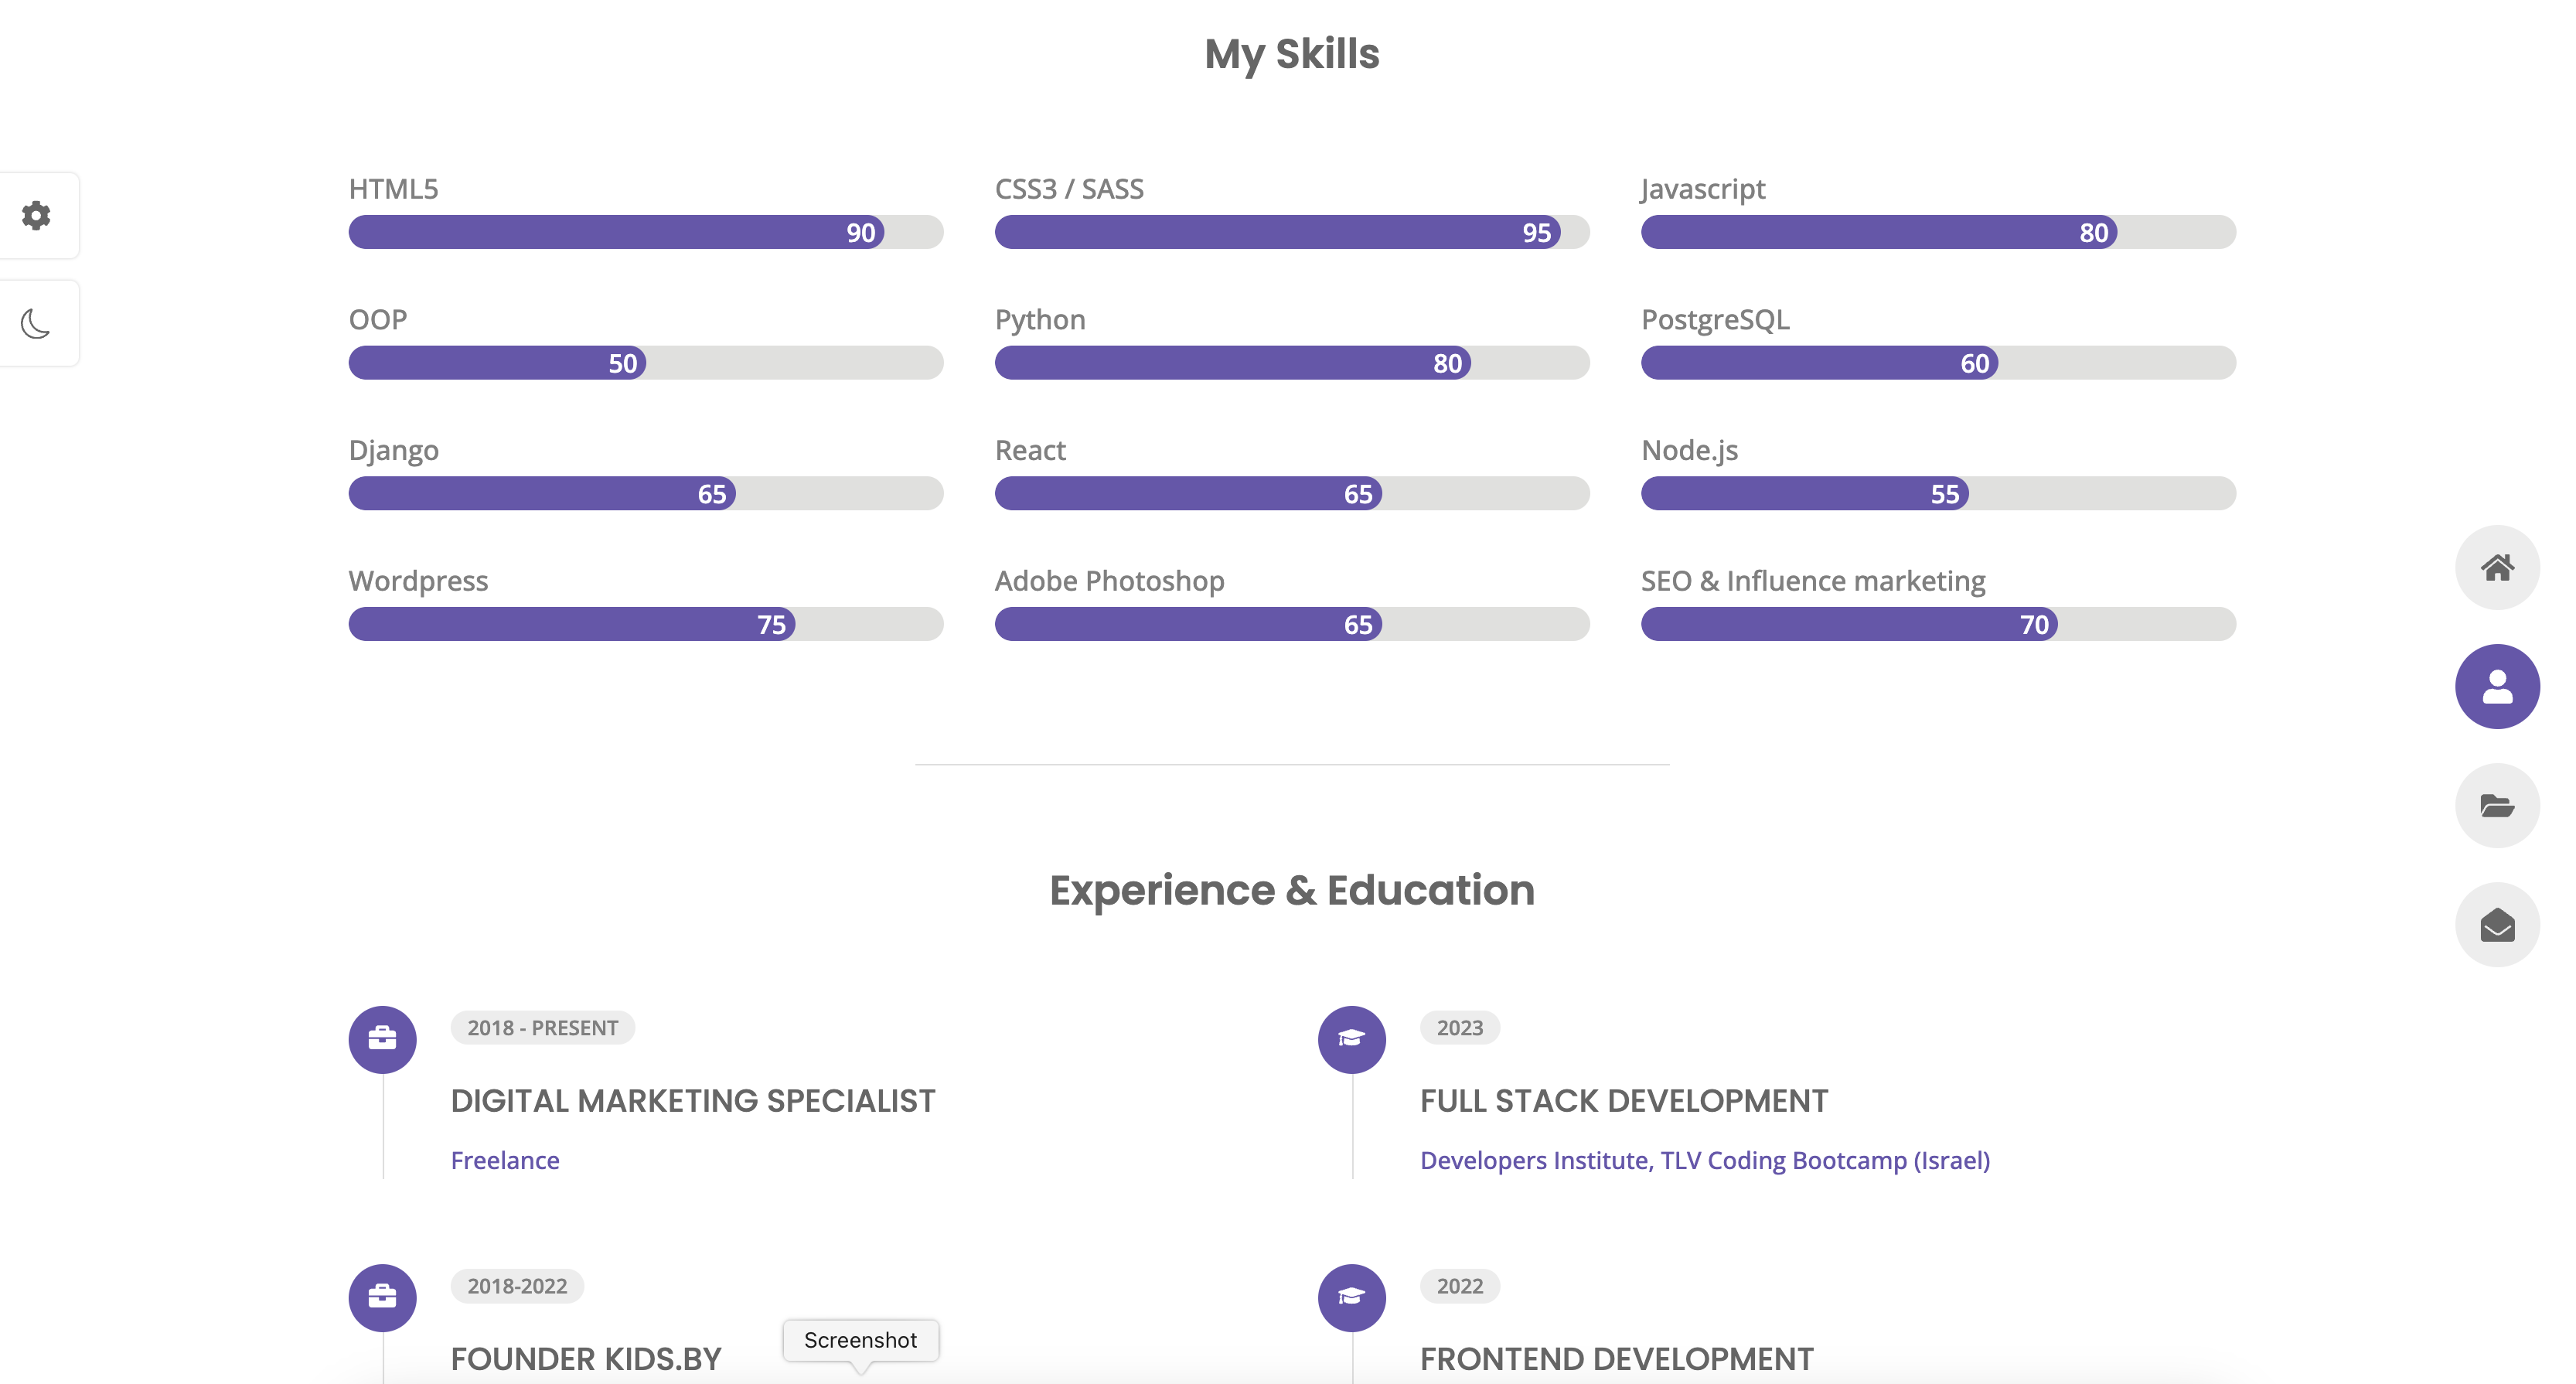 My Skills
HTML5
90
CSS3 / SASS
95
Javascript
80
OOP
50
Python
80
PostgreSQL
60
Django
65
React
65
Node.js
55
Wordpress
75
Adobe Photoshop
65
SEO & Influence marketing
70
Experience & Education
2018 - PRESENT
DIGITAL MARKETING SPECIALIST
Freelance
2018-2022
FOUNDER KIDS.BY
2023
FULL STACK DEVELOPMENT
Developers Institute, TLV Coding Bootcamp (Israel)
2022
FRONTEND DEVELOPMENT
Screenshot